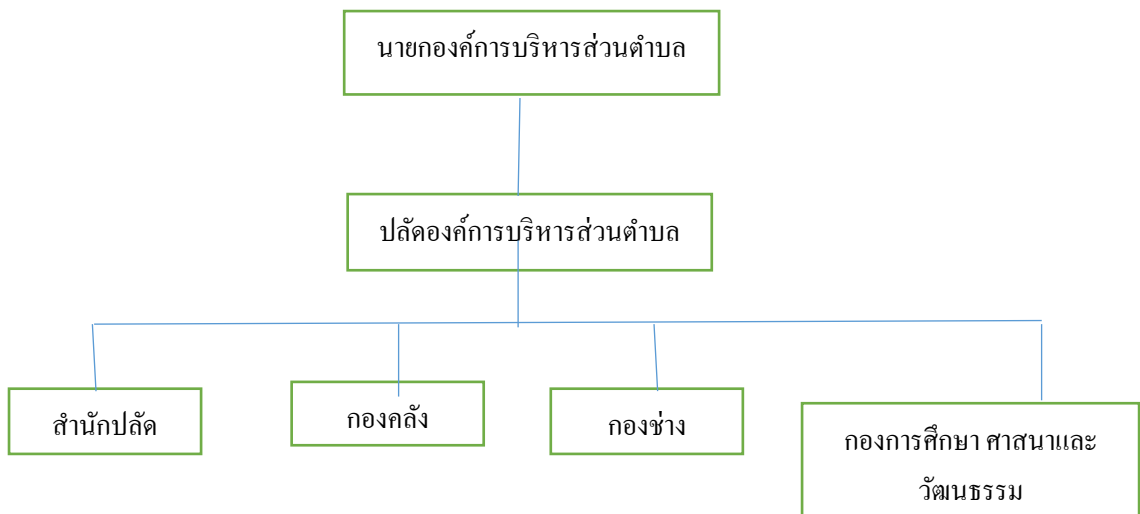 นายกองค์การบริหารส่วนตำบล
ปลัดองค์การบริหารส่วนตำบล
สำนักปลัด
กองคลัง
กองช่าง
กองการศึกษา ศาสนาและ
วัฒนธรรม